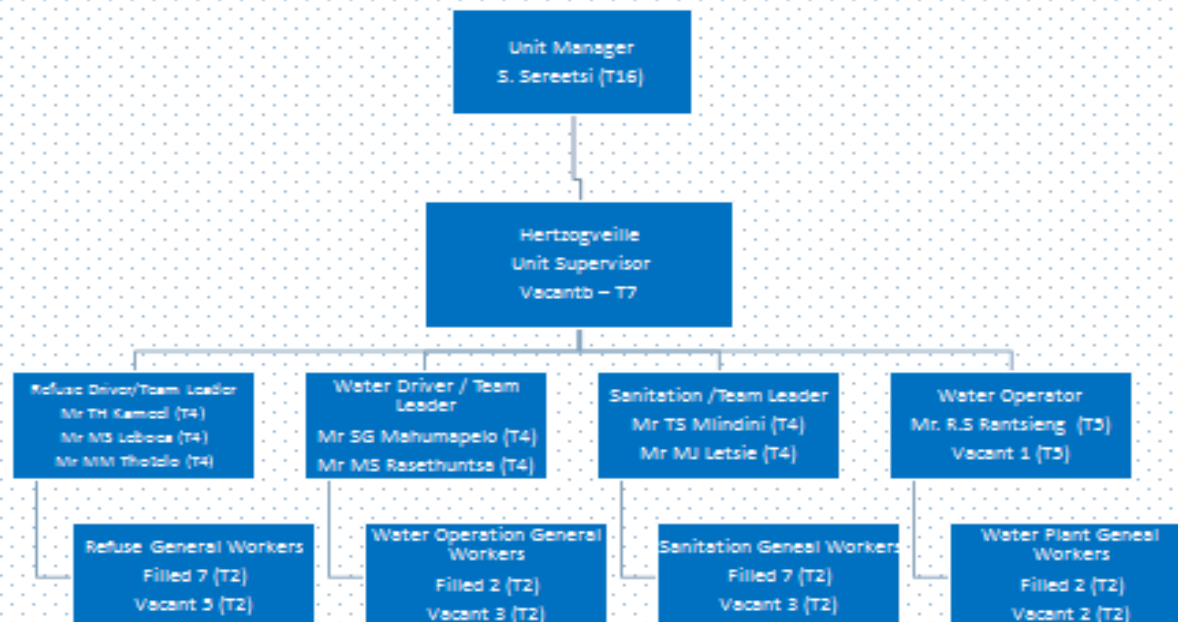 Unit Manager
S. Sereetsi (T16)
Hertzogveille
Unit Supervisor
Vacantb – T7
Refuse Driver/Team Leader
Mr TH Kamool (T4)
Mr MS Leboea (T4)
Mr MM Thotolo (T4)
Water Driver / Team
Leader
Mr SG Mahumapelo (T4)
Mr MS Rasethuntsa (T4)
Sanitation /Team Leader
Mr TS Mlindini (T4)
Mr MJ Letsie (T4)
Water Operator
Mr. R.S Rantsieng (T5)
Vacant 1 (T5)
Refuse General Workers
Filled 7 (T2)
Vacant 5 (T2)
Water Operation General
Workers
Filled 2 (T2)
Vacant 3 (T2)
Sanitation Geneal Workers
Filled 7 (T2)
Vacant 3 (T2)
Water Plant Geneal
Workers
Filled 2 (T2)
Vacant 2 (T2)